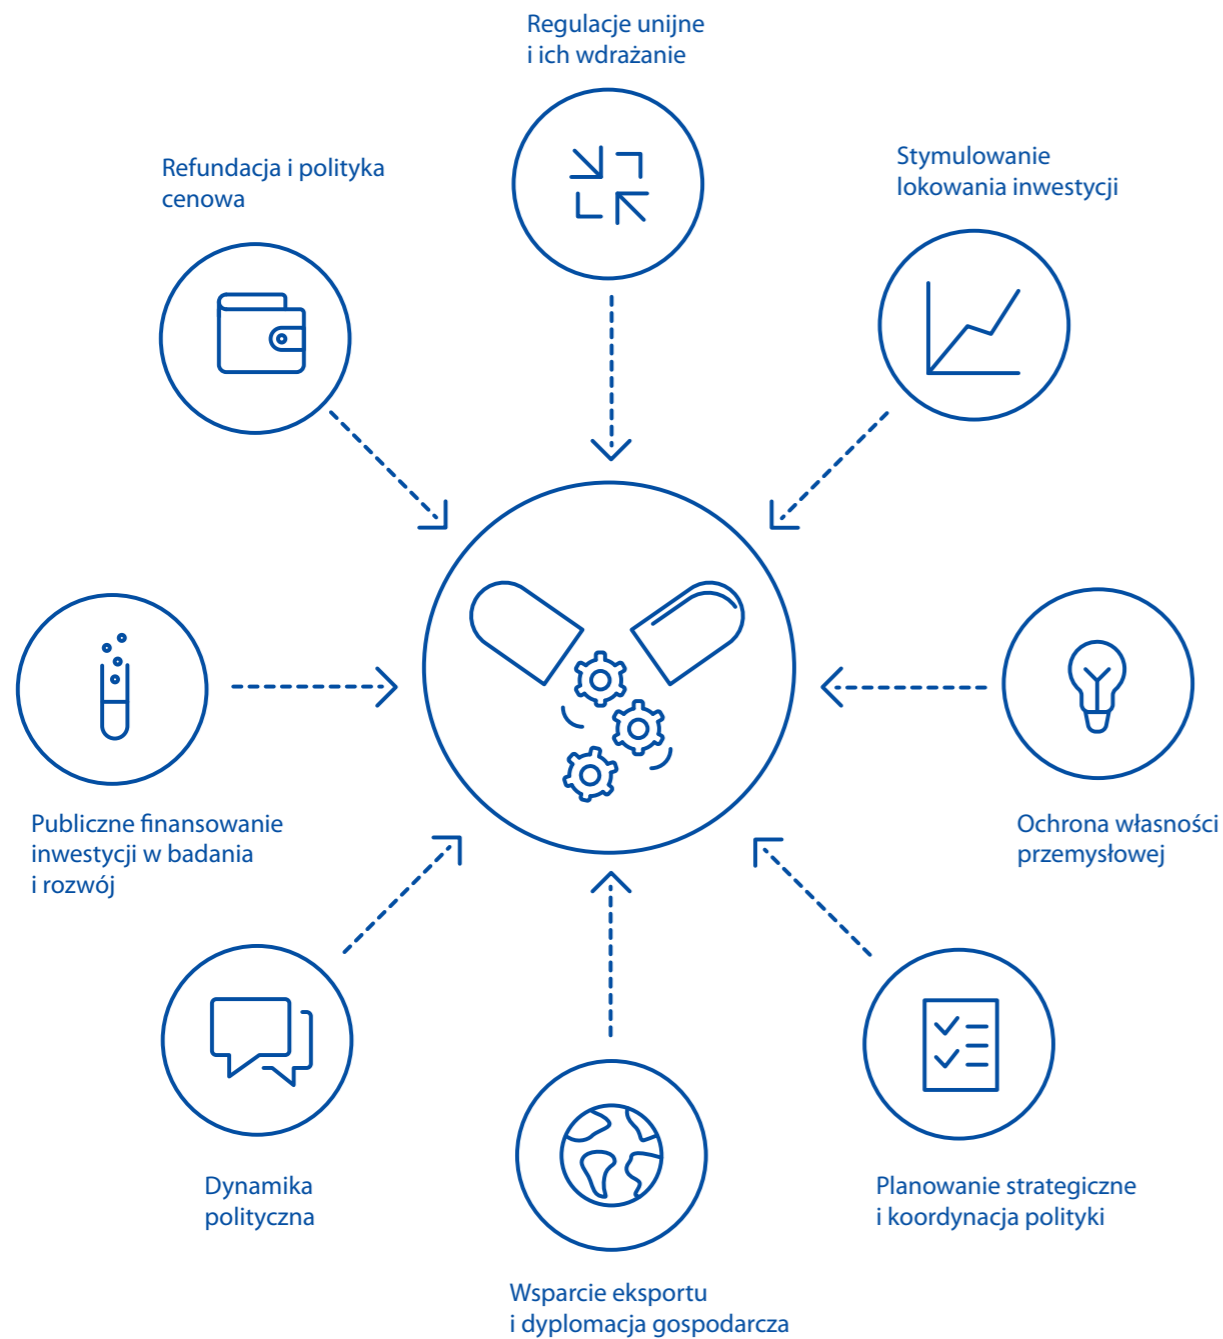 Regulacje unijne
i ich wdrażanie
Refundacja i polityka
cenowa
Stymulowanie
lokowania inwestycji
Publiczne finansowanie
inwestycji w badania
i rozwój
Ochrona własności
przemysłowej
Dynamika
polityczna
Planowanie strategiczne
i koordynacja polityki
Wsparcie eksportu
i dyplomacja gospodarcza